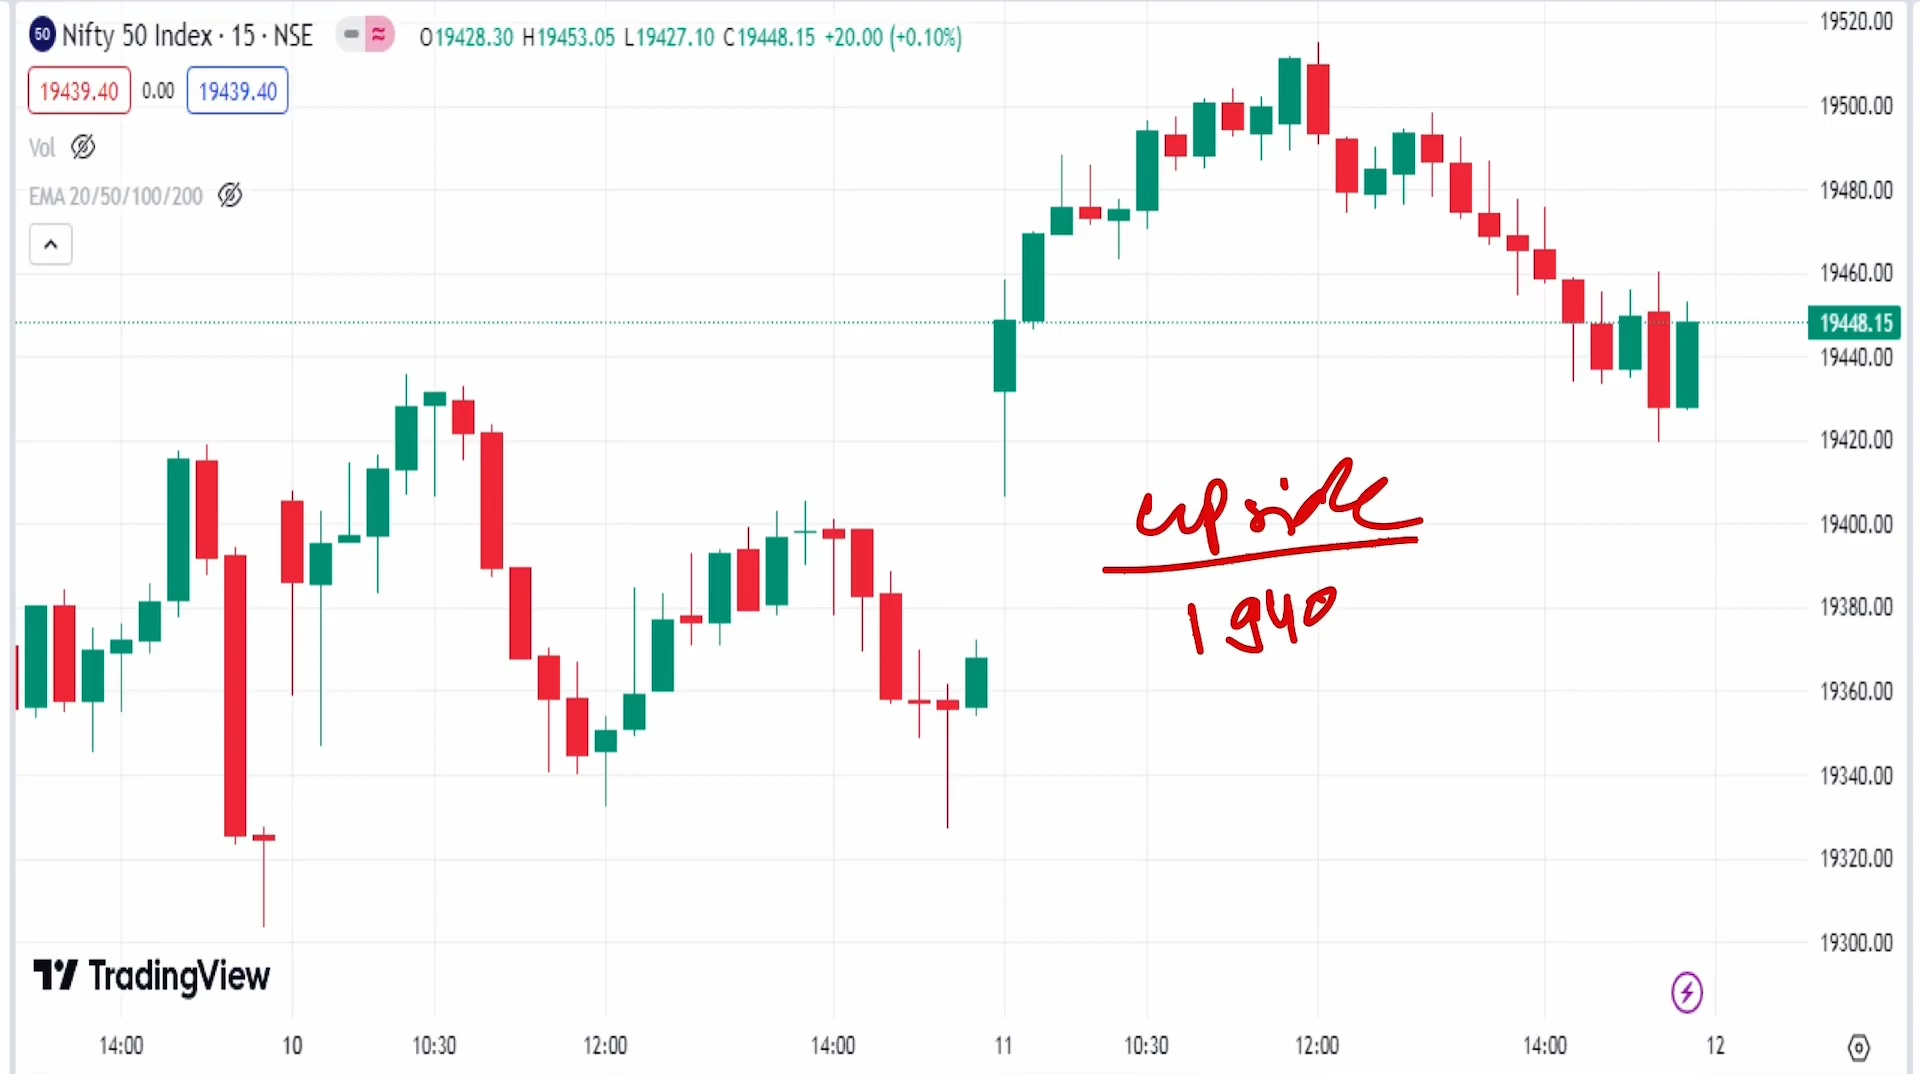 50 Nifty 50 Index · 15 · NSE O19428.30 H19453.05 L19427.10 C19448.15 +20.00 (+0.10%)
19439.40 0.00 19439.40
Vol
EMA 20/50/100/200
19520.00
19500.00
19480.00
19460.00
19448.15
19440.00
19420.00
19400.00
19380.00
19360.00
19340.00
19320.00
19300.00
upside
1940
TradingView
14:00 10 10:30 12:00 14:00 11 10:30 12:00 14:00 12